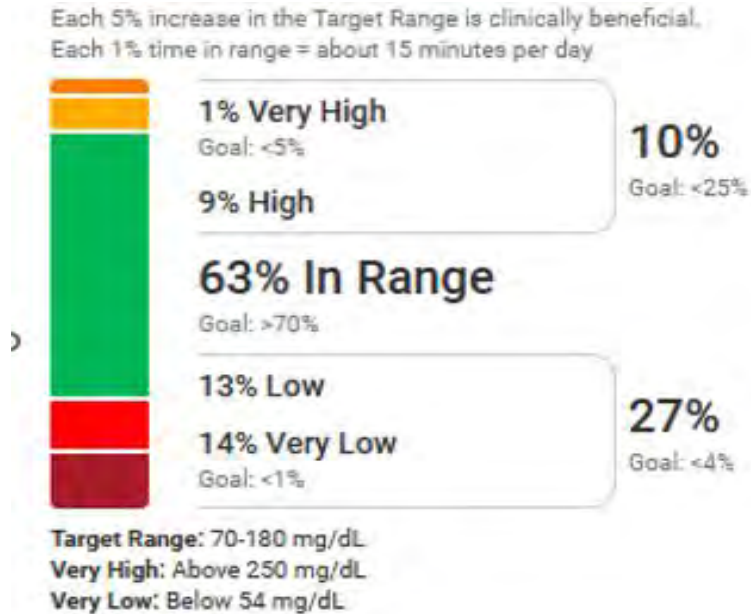 Each 5% increase in the Target Range is clinically beneficial.
Each 1% time in range = about 15 minutes per day
1% Very High
Goal: <5%
9% High
10%
Goal: <25%
63% In Range
Goal: >70%
13% Low
14% Very Low
Goal: <1%
27%
Goal: <4%
Target Range: 70-180 mg/dL
Very High: Above 250 mg/dL
Very Low: Below 54 mg/dL